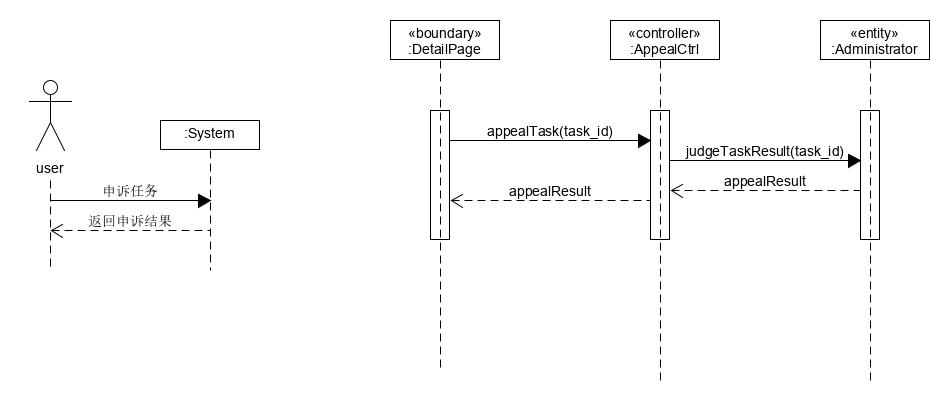 user
:System
申诉任务
返回申诉结果
«boundary»
:DetailPage
«controller»
:AppealCtrl
«entity»
:Administrator
appealTask(task_id)
judgeTaskResult(task_id)
appealResult
appealResult